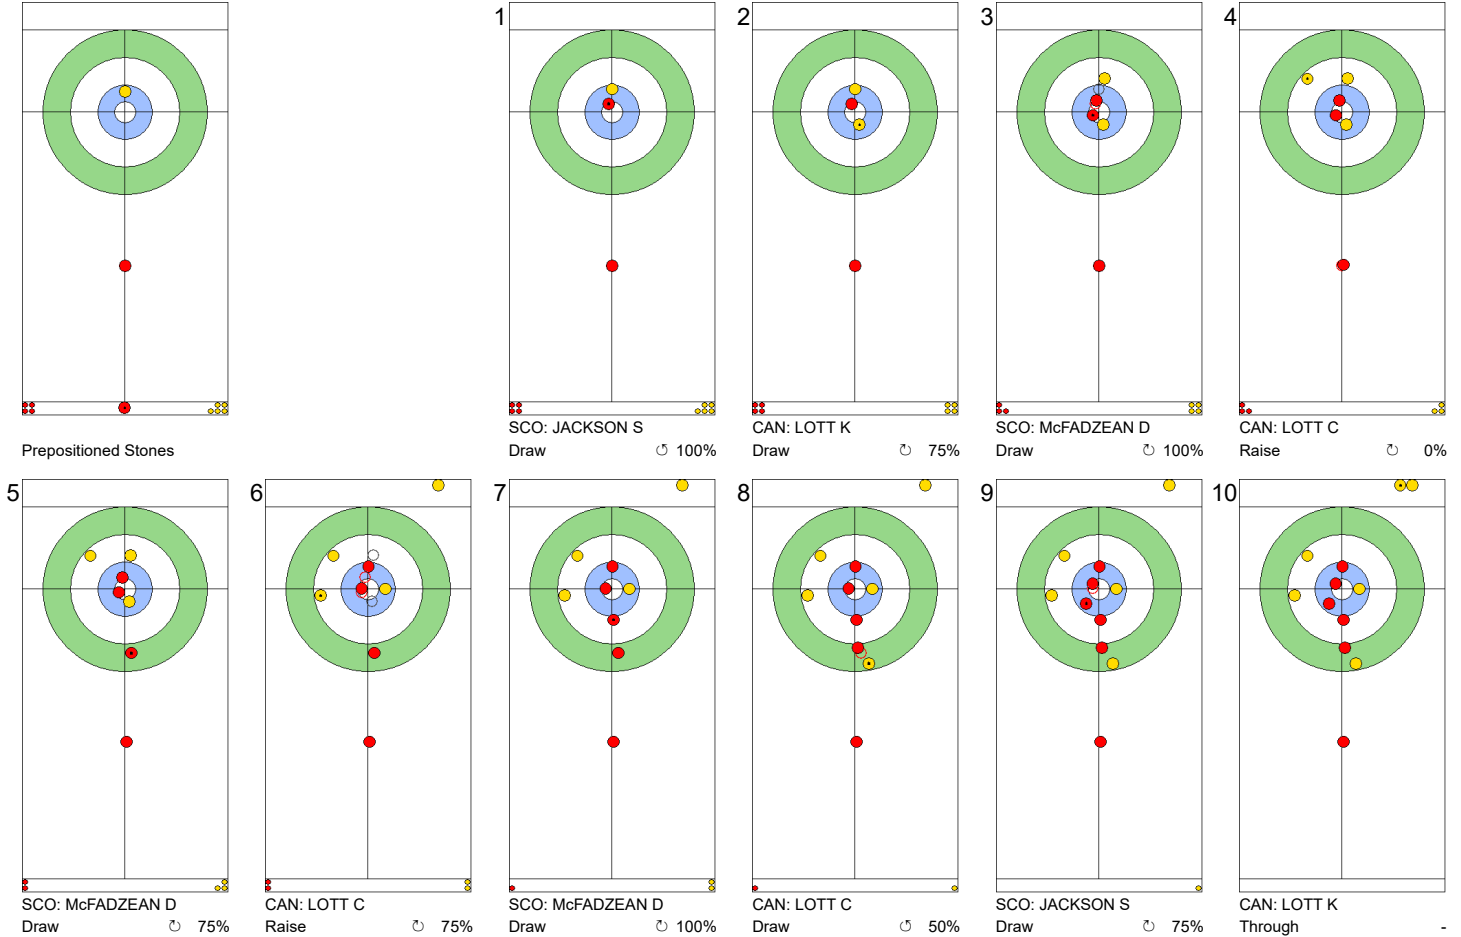 Prepositioned Stones
1
SCO: JACKSON S
Draw ↺ 100%
2
CAN: LOTT K
Draw ↻ 75%
3
SCO: McFADZEAN D
Draw ↻ 100%
4
CAN: LOTT C
Raise ↻ 0%
5
SCO: McFADZEAN D
Draw ↻ 75%
6
CAN: LOTT C
Raise ↻ 75%
7
SCO: McFADZEAN D
Draw ↻ 100%
8
CAN: LOTT C
Draw ↺ 50%
9
SCO: JACKSON S
Draw ↻ 75%
10
CAN: LOTT K
Through -